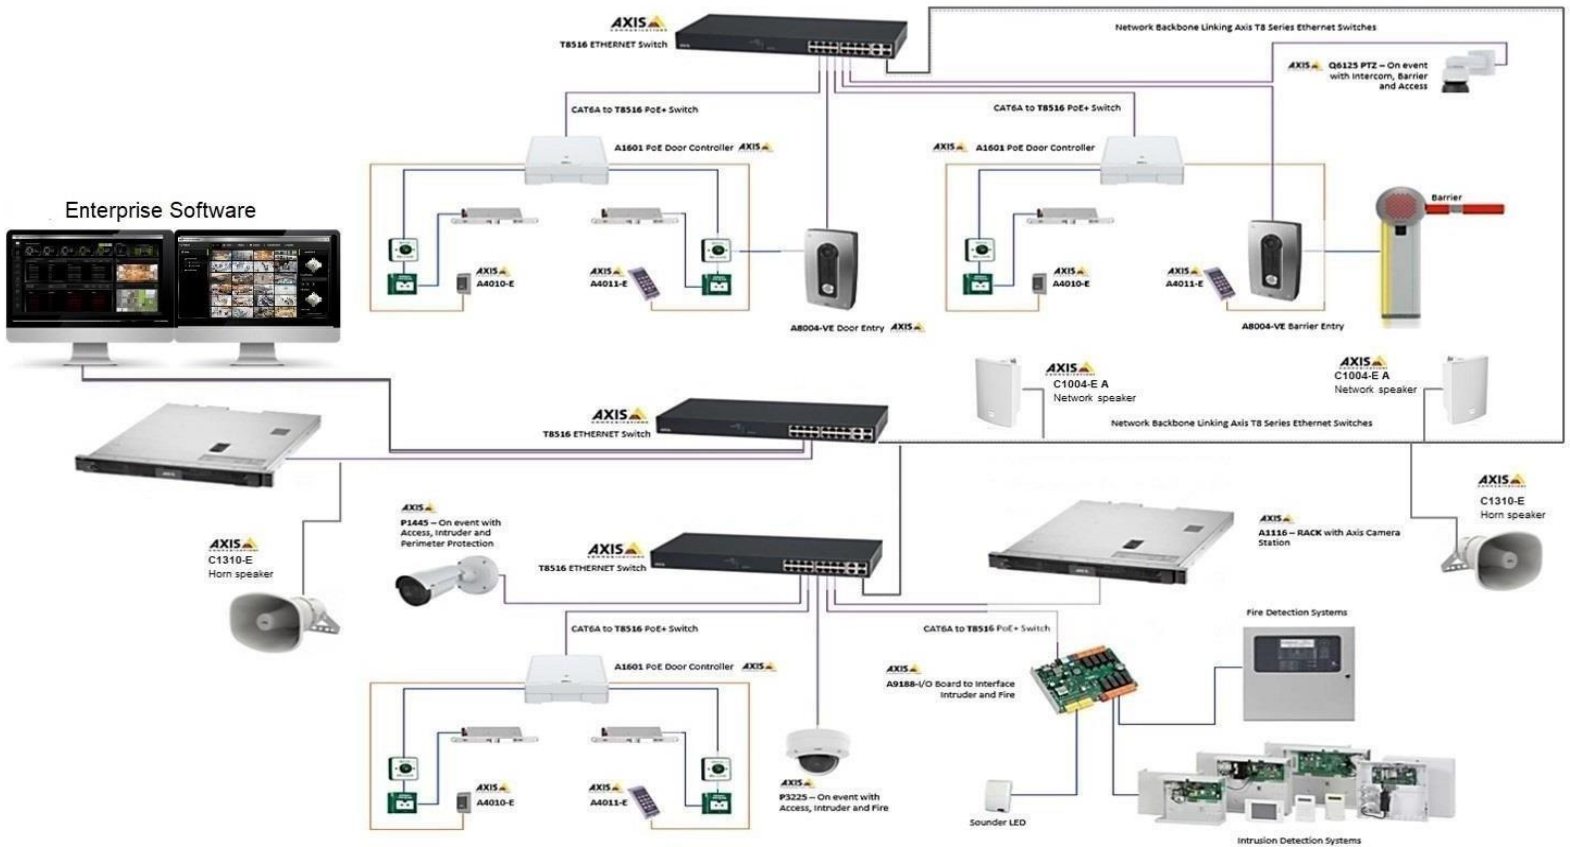 AXIS
COMMUNICATIONS
T8516 ETHERNET Switch
Network Backbone Linking Axis T8 Series Ethernet Switches
AXIS Q6125 PTZ – On event
with Intercom, Barrier
and Access
CAT6A to T8516 PoE+ Switch
CAT6A to T8516 PoE+ Switch
A1601 PoE Door Controller AXIS
AXIS A1601 PoE Door Controller
Enterprise Software
Barrier
AXIS
A4010-E
AXIS
A4011-E
AXIS
A4010-E
AXIS
A4011-E
A8004-VE Door Entry AXIS
A8004-VE Barrier Entry
AXIS
COMMUNICATIONS
C1004-E A
Network speaker
AXIS
COMMUNICATIONS
C1004-E A
Network speaker
AXIS
COMMUNICATIONS
T8516 ETHERNET Switch
Network Backbone Linking Axis T8 Series Ethernet Switches
AXIS
P1445 – On event with
Access, Intruder and
Perimeter Protection
AXIS
COMMUNICATIONS
C1310-E
Horn speaker
AXIS
A1116 – RACK with Axis Camera
Station
AXIS
COMMUNICATIONS
C1310-E
Horn speaker
AXIS
COMMUNICATIONS
T8516 ETHERNET Switch
CAT6A to T8516 PoE+ Switch
CAT6A to T8516 PoE+ Switch
Fire Detection Systems
A1601 PoE Door Controller AXIS
AXIS
A9188-I/O Board to Interface
Intruder and Fire
AXIS
A4010-E
AXIS
A4011-E
AXIS
P3225 – On event with
Access, Intruder and Fire
Sounder LED
Intrusion Detection Systems